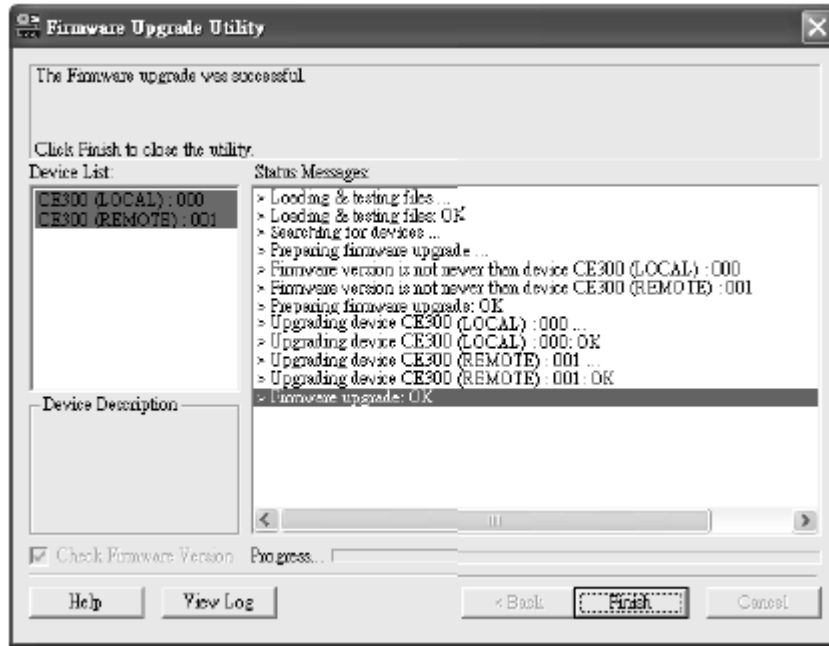 Firmware Upgrade Utility
The Firmware upgrade was successful.
Click Finish to close the utility.
Device List:
CE300 (LOCAL) : 000
CE300 (REMOTE) : 001
Status Messages:
> Loading & testing files ...
> Loading & testing files: OK
> Searching for devices ...
> Preparing firmware upgrade ...
> Firmware version is not newer then device CE300 (LOCAL) : 000
> Firmware version is not newer then device CE300 (REMOTE) : 001
> Preparing firmware upgrade: OK
> Upgrading device CE300 (LOCAL) : 000 ...
> Upgrading device CE300 (LOCAL) : 000: OK
> Upgrading device CE300 (REMOTE) : 001 ...
> Upgrading device CE300 (REMOTE) : 001 : OK
> Firmware upgrade: OK
Device Description
Check Firmware Version Progress...
Help View Log < Back Finish Cancel